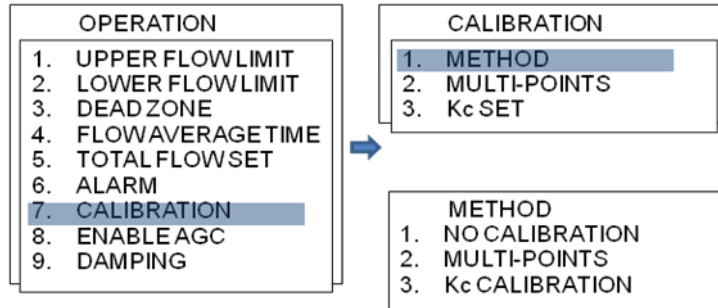 OPERATION
1. UPPER FLOW LIMIT
2. LOWER FLOW LIMIT
3. DEAD ZONE
4. FLOW AVERAGE TIME
5. TOTAL FLOW SET
6. ALARM
7. CALIBRATION
8. ENABLE AGC
9. DAMPING
CALIBRATION
1. METHOD
2. MULTI-POINTS
3. Kc SET
METHOD
1. NO CALIBRATION
2. MULTI-POINTS
3. Kc CALIBRATION